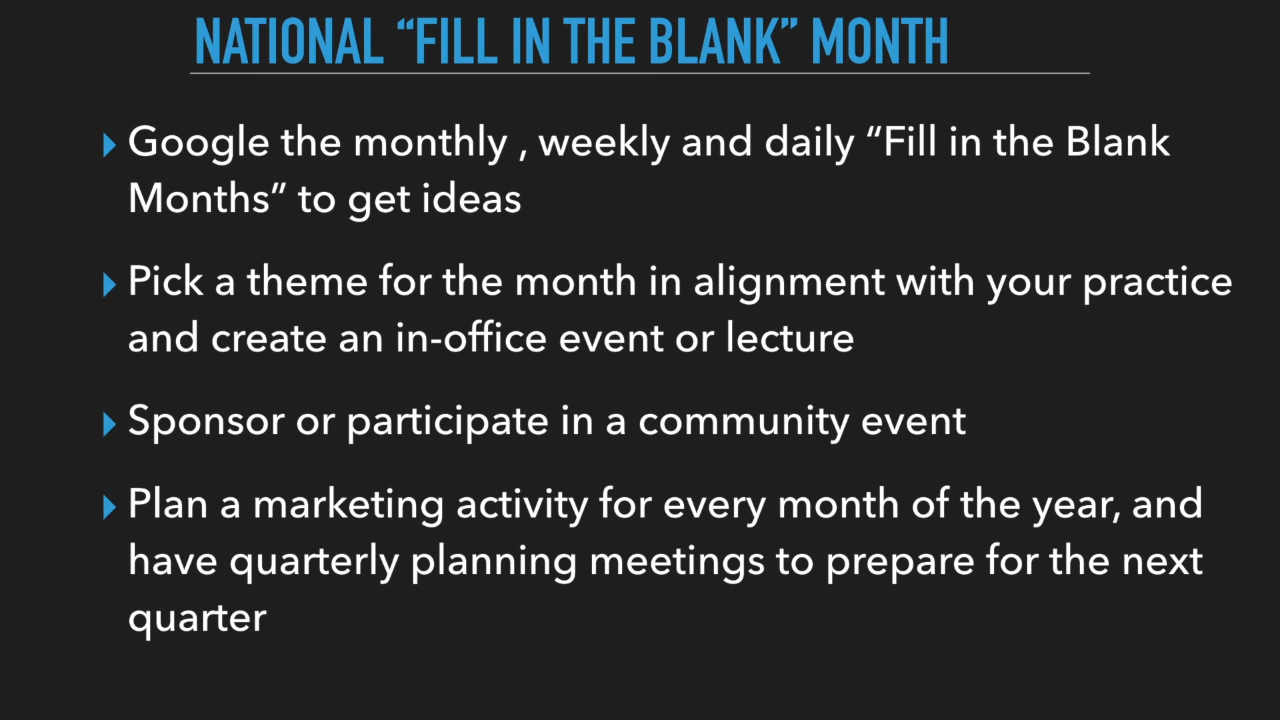 NATIONAL “FILL IN THE BLANK” MONTH
Google the monthly , weekly and daily “Fill in the Blank
Months” to get ideas
Pick a theme for the month in alignment with your practice
and create an in-office event or lecture
Sponsor or participate in a community event
Plan a marketing activity for every month of the year, and
have quarterly planning meetings to prepare for the next
quarter